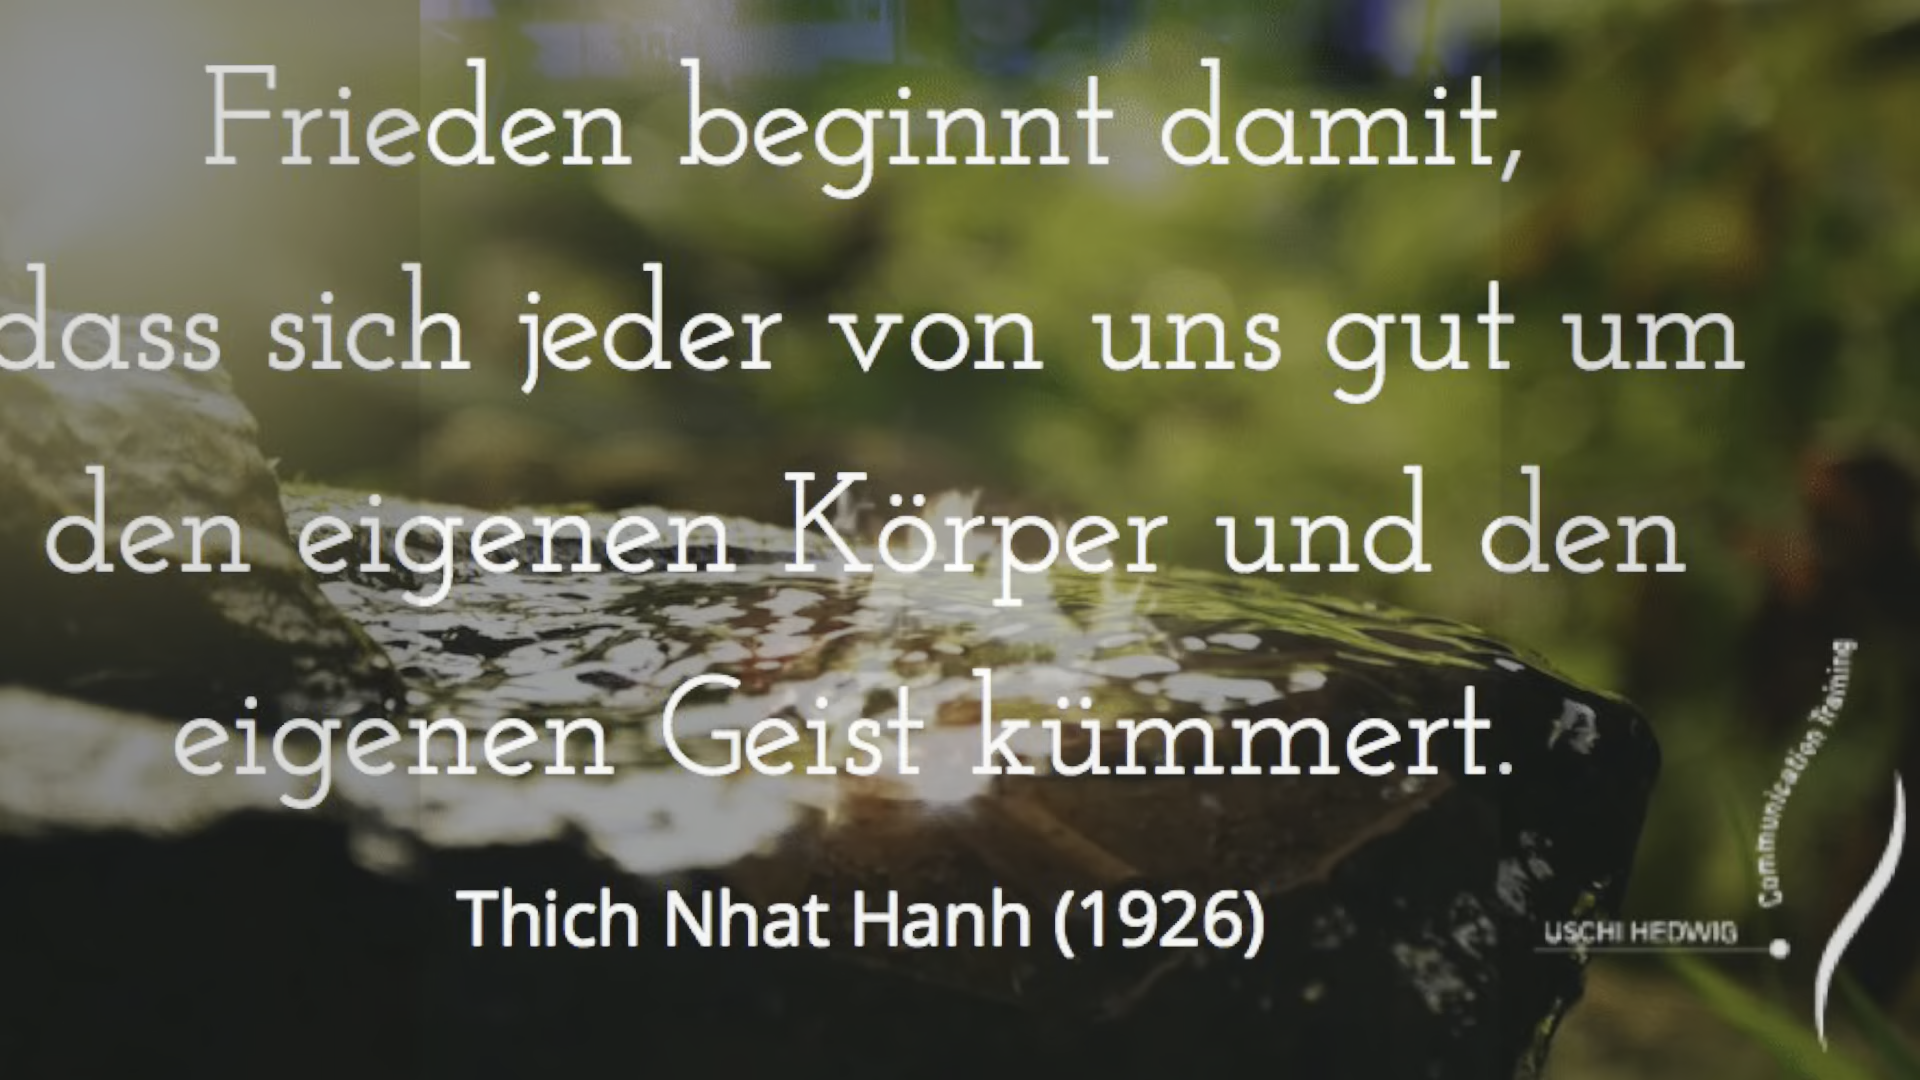 Frieden beginnt damit,
dass sich jeder von uns gut um
den eigenen Körper und den
eigenen Geist kümmert.
Thich Nhat Hanh (1926)
USCHI HEDWIG
Communication Training